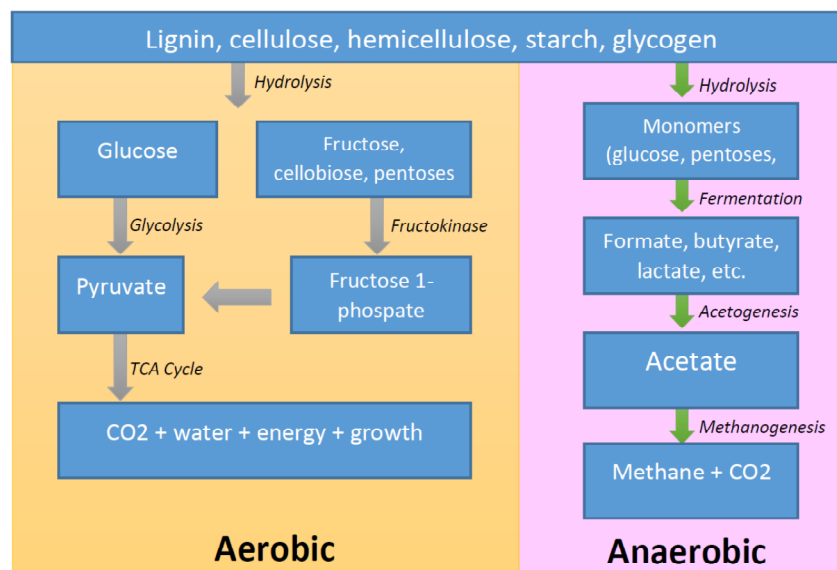 Lignin, cellulose, hemicellulose, starch, glycogen
Hydrolysis
Glucose
Fructose,
cellobiose, pentoses
Glycolysis
Fructokinase
Pyruvate
Fructose 1-
phospate
TCA Cycle
CO2 + water + energy + growth
Aerobic
Hydrolysis
Monomers
(glucose, pentoses,
Fermentation
Formate, butyrate,
lactate, etc.
Acetogenesis
Acetate
Methanogenesis
Methane + CO2
Anaerobic